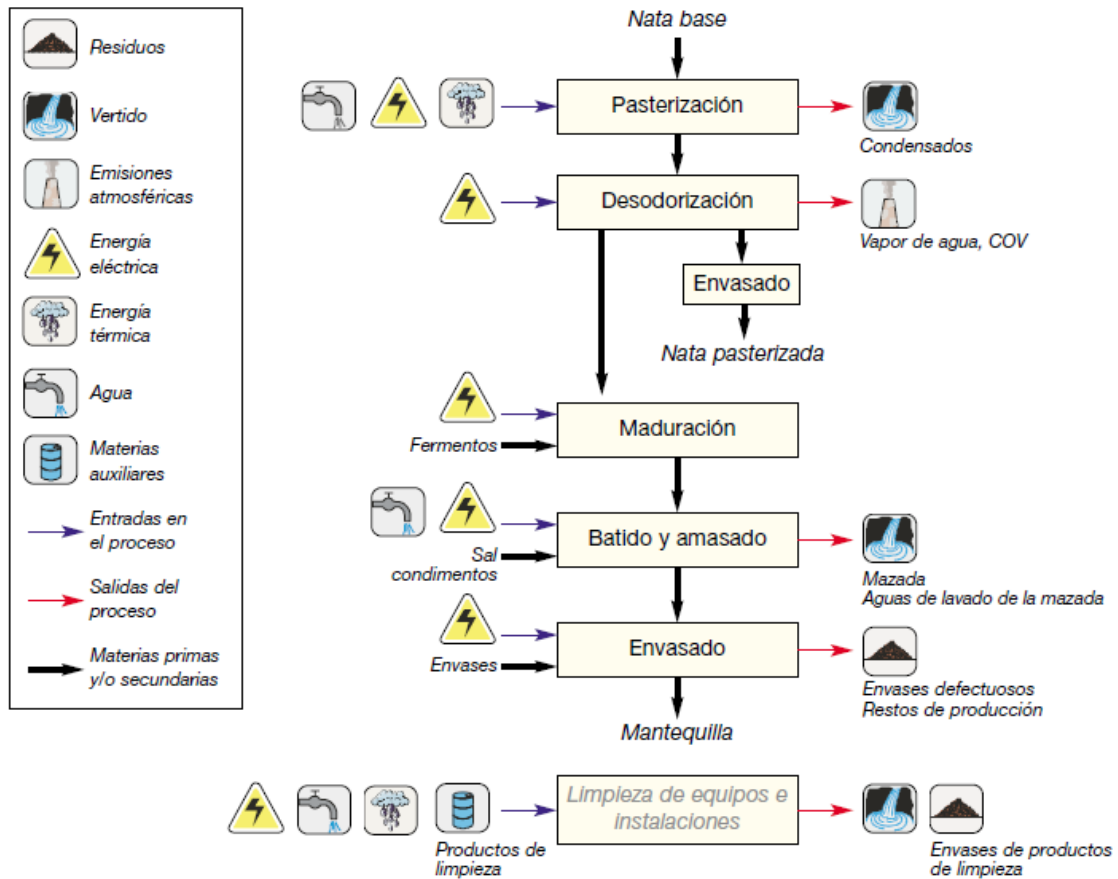 Residuos
Vertido
Emisiones
atmosféricas
Energía
eléctrica
Energía
térmica
Agua
Materias
auxiliares
Entradas en
el proceso
Salidas del
proceso
Materias primas
y/o secundarias
Nata base
Pasterización
Condensados
Desodorización
Vapor de agua, COV
Envasado
Nata pasterizada
Maduración
Fermentos
Batido y amasado
Sal
condimentos
Mazada
Aguas de lavado de la mazada
Envasado
Envases
Envases defectuosos
Restos de producción
Mantequilla
Limpieza de equipos e
instalaciones
Productos de
limpieza
Envases de productos
de limpieza